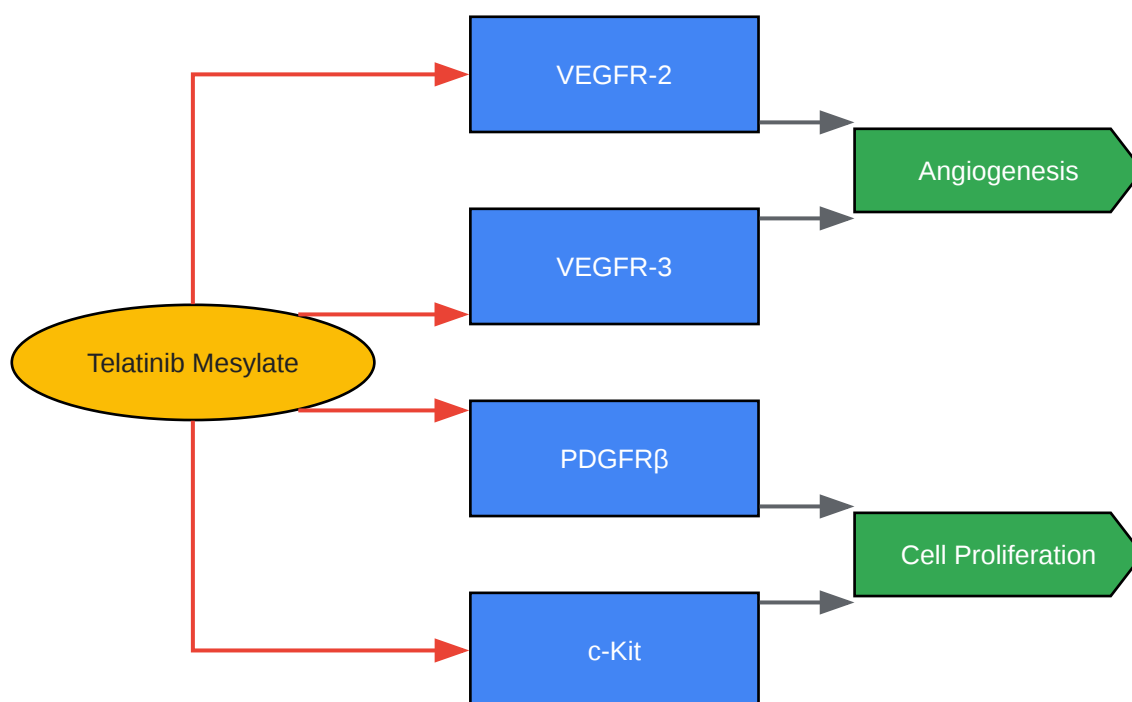 VEGFR-2
Angiogenesis
VEGFR-3
Telatinib Mesylate
PDGFRβ
Cell Proliferation
c-Kit